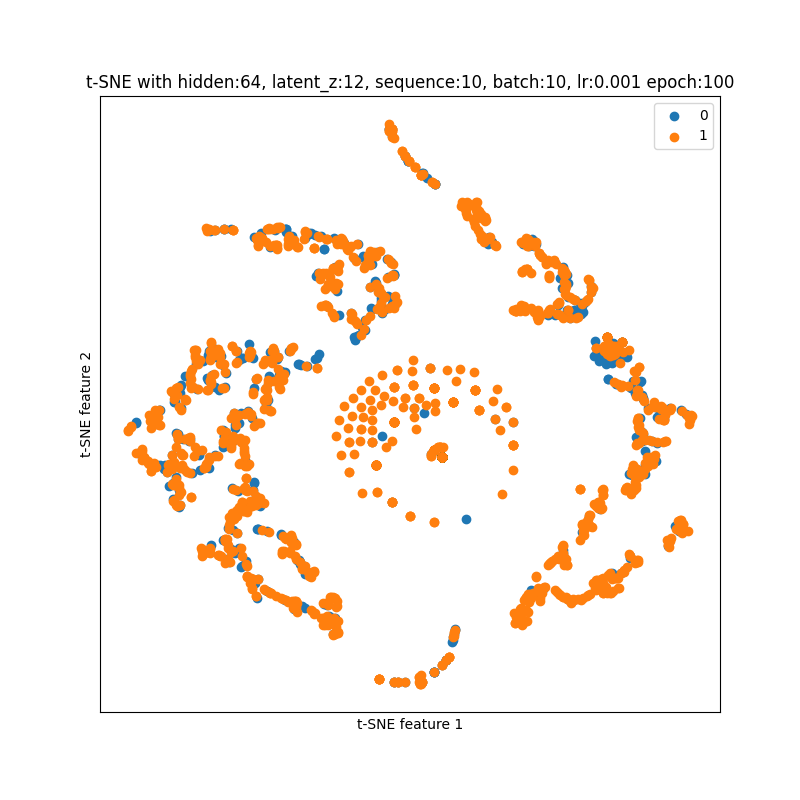 t-SNE with hidden:64, latent_z:12, sequence:10, batch:10, lr:0.001 epoch:100
0
1
t-SNE feature 2
t-SNE feature 1